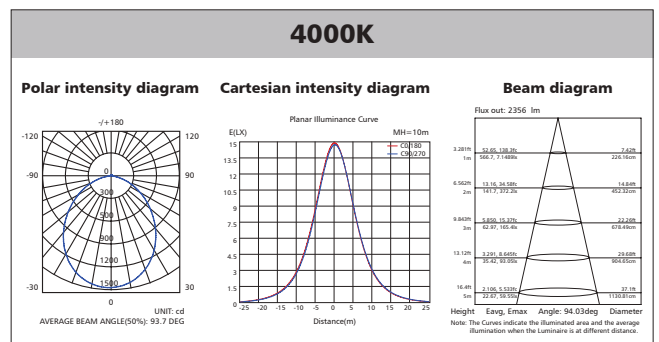 4000K
Polar intensity diagram
-/+180
-120
120
-90
90
-30
30
0
0
300
500
900
1200
1500
UNIT: cd
AVERAGE BEAM ANGLE(50%): 93.7 DEG
Cartesian intensity diagram
Planar Illuminance Curve
E(LX)
MH=10m
C0/180
C90/270
15
13.5
12
10.5
9
7.5
6
4.5
3
1.5
0
-25 -20 -15 -10 -5 0 5 10 15 20 25
Distance(m)
Beam diagram
Flux out: 2356 lm
3.281ft 52.65, 138.3fc 7.42ft
1m 566.7, 7.1489lx 226.16cm
6.562ft 13.16, 34.58fc 14.84ft
2m 141.7, 372.2lx 452.32cm
9.843ft 5.850, 15.37fc 22.26ft
3m 62.97, 165.4lx 678.49cm
13.12ft 3.291, 8.645fc 29.68ft
4m 35.42, 93.05lx 904.65cm
16.4ft 2.106, 5.533fc 37.1ft
5m 22.67, 59.55lx 1130.81cm
Height Eavg, Emax Angle: 94.03deg Diameter
Note: The Curves indicate the illuminated area and the average
illumination when the Luminaire is at different distance.